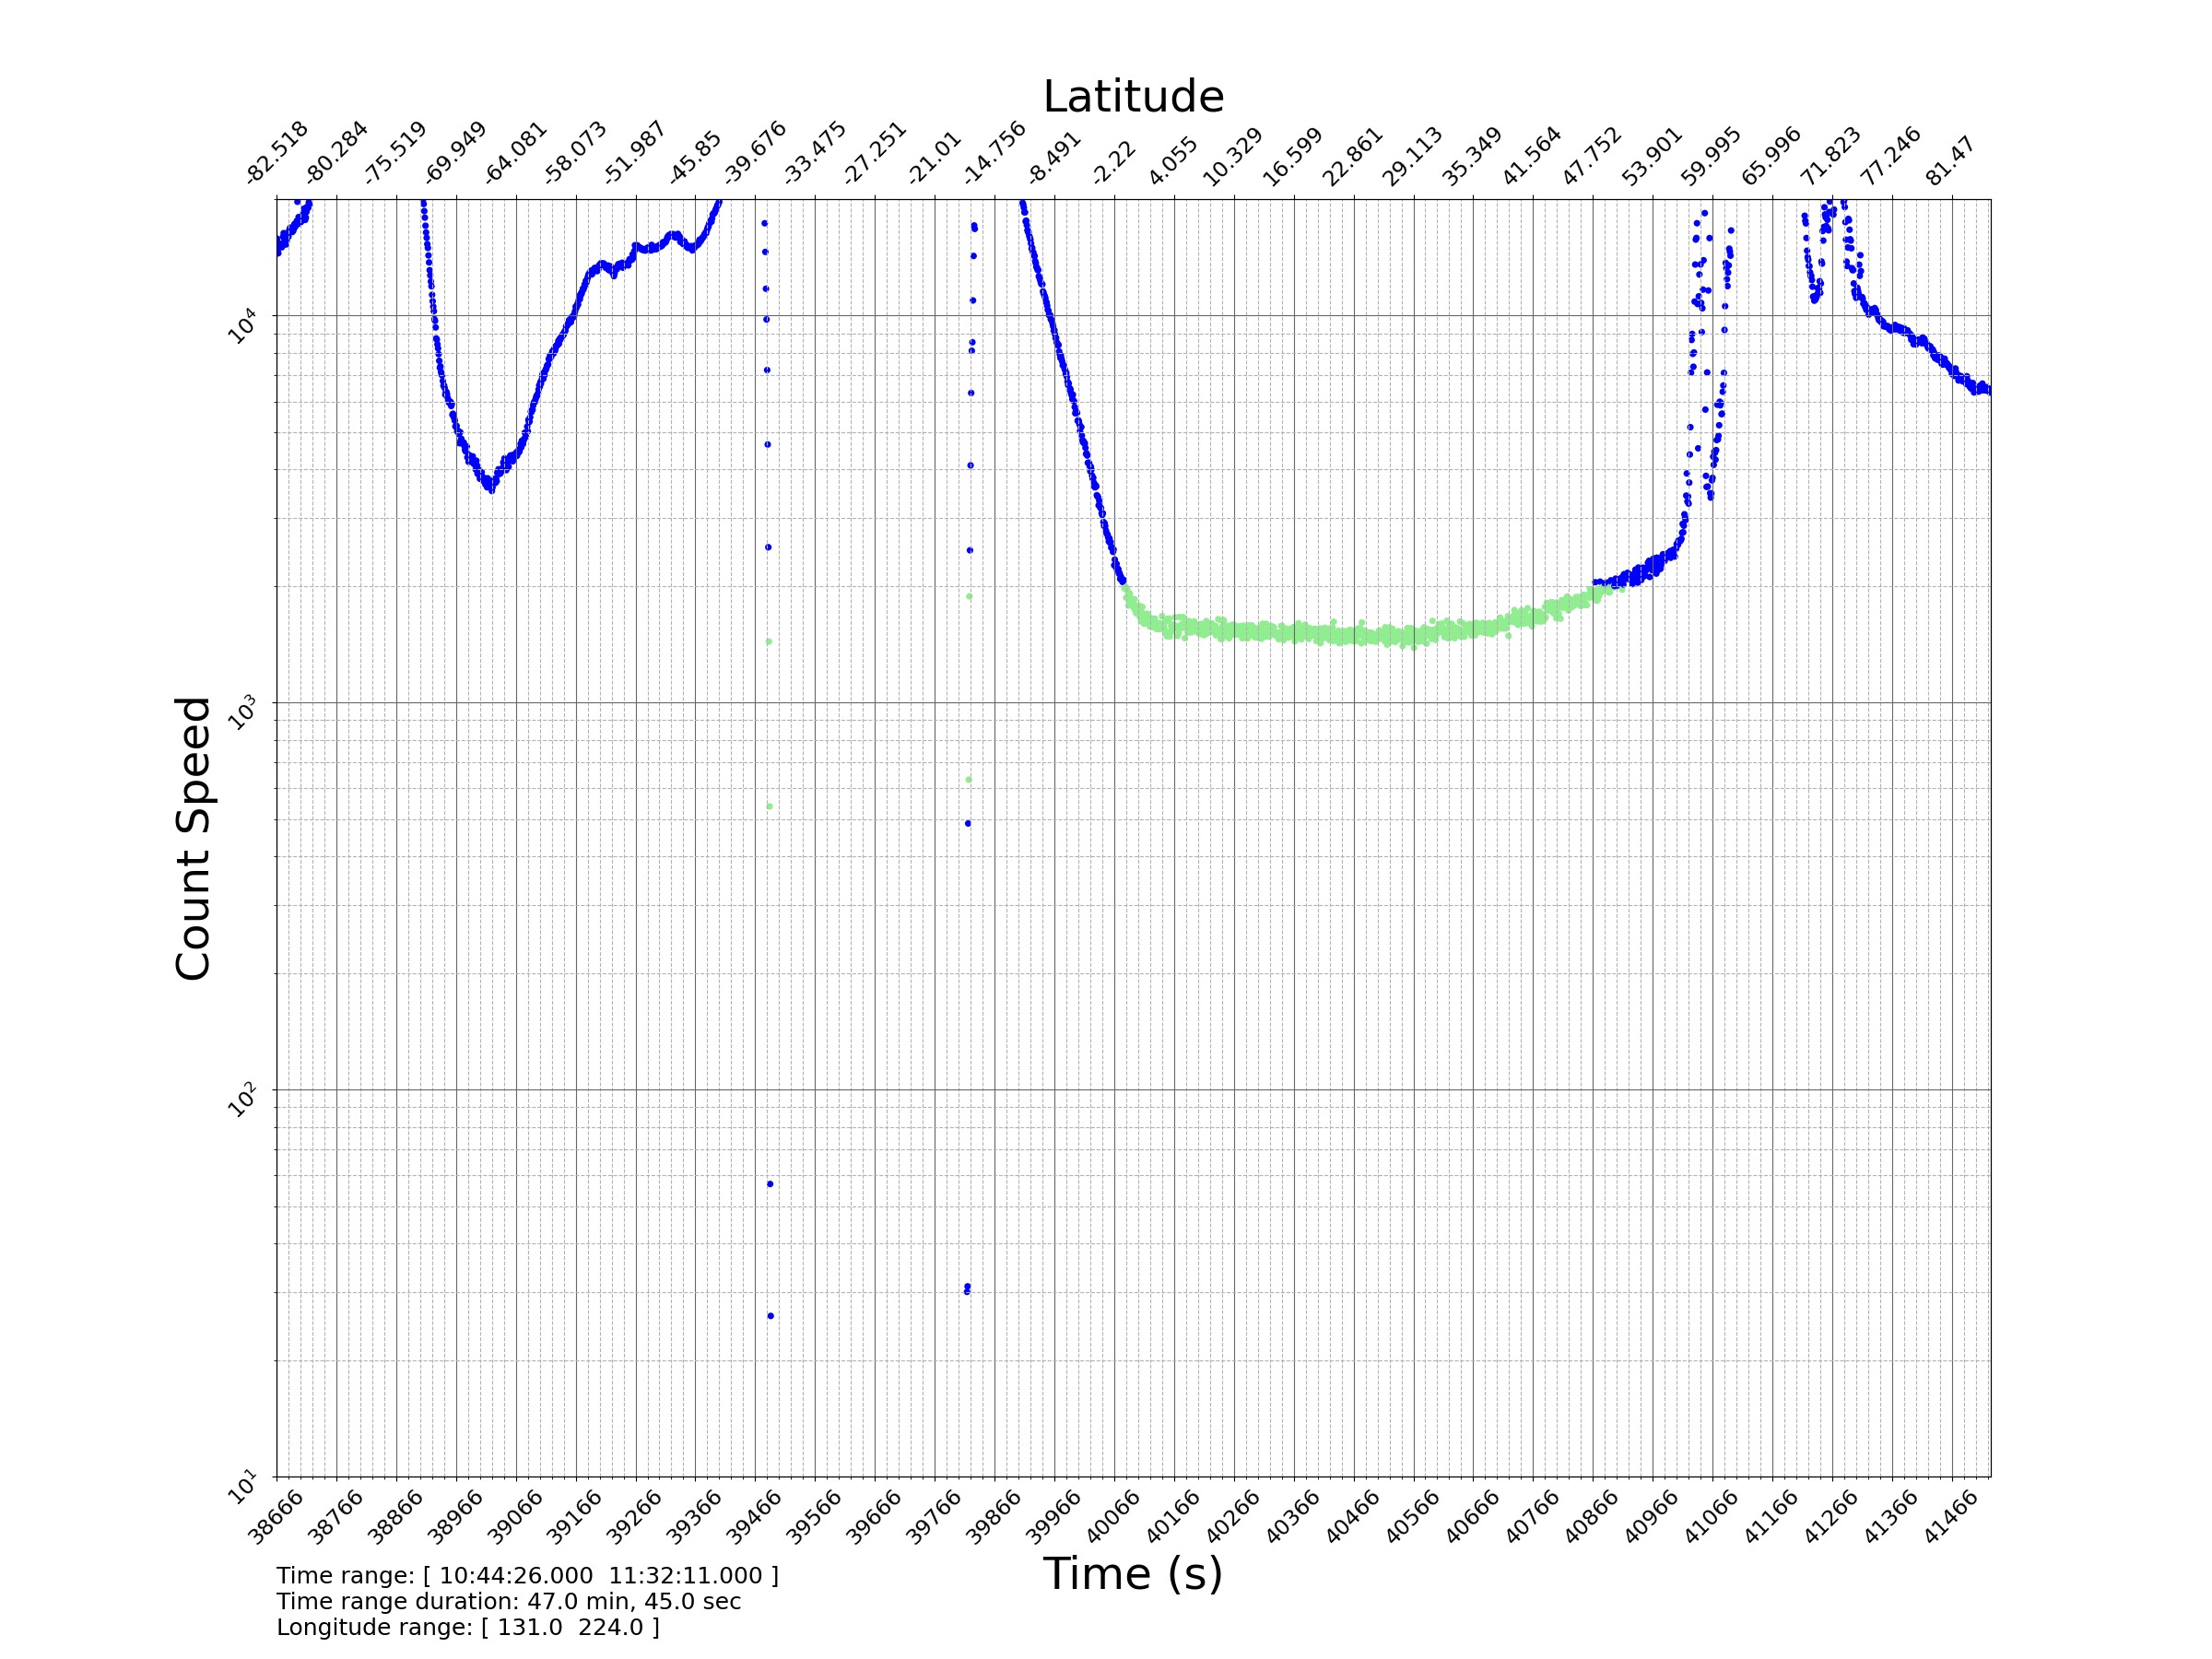 Latitude
-82.518 -80.284 -75.519 -69.949 -64.081 -58.073 -51.987 -45.85 -39.676 -33.475 -27.251 -21.01 -14.756 -8.491 -2.22 4.055 10.329 16.599 22.861 29.113 35.349 41.564 47.752 53.901 59.995 65.996 71.823 77.246 81.47
10⁴
10³
Count Speed
10²
10¹
38666 38766 38866 38966 39066 39166 39266 39366 39466 39566 39666 39766 39866 39966 40066 40166 40266 40366 40466 40566 40666 40766 40866 40966 41066 41166 41266 41366 41466
Time (s)
Time range: [ 10:44:26.000  11:32:11.000 ]
Time range duration: 47.0 min, 45.0 sec
Longitude range: [ 131.0  224.0 ]